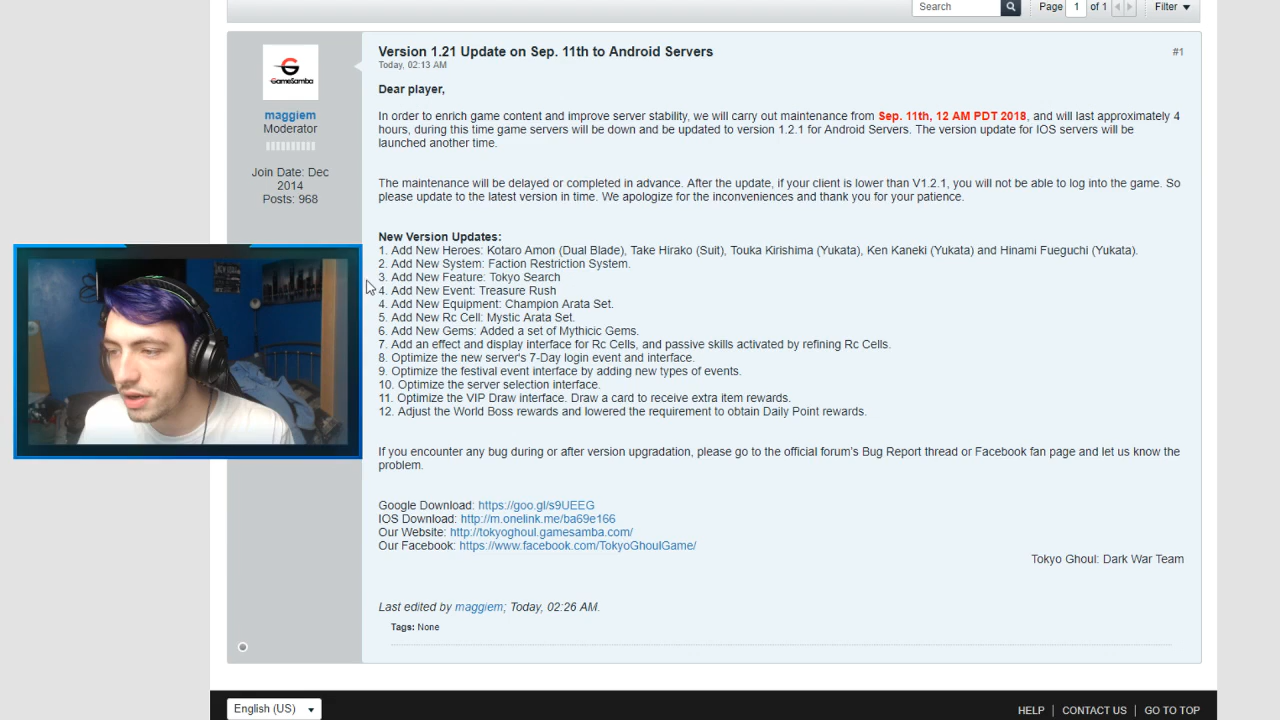 Search
Page 1 of 1
Filter
Version 1.21 Update on Sep. 11th to Android Servers
#1
Today, 02:13 AM
GameSamba
maggiem
Moderator
Join Date: Dec
2014
Posts: 968
Dear player,
In order to enrich game content and improve server stability, we will carry out maintenance from Sep. 11th, 12 AM PDT 2018, and will last approximately 4
hours, during this time game servers will be down and be updated to version 1.2.1 for Android Servers. The version update for IOS servers will be
launched another time.
The maintenance will be delayed or completed in advance. After the update, if your client is lower than V1.2.1, you will not be able to log into the game. So
please update to the latest version in time. We apologize for the inconveniences and thank you for your patience.
New Version Updates:
1. Add New Heroes: Kotaro Amon (Dual Blade), Take Hirako (Suit), Touka Kirishima (Yukata), Ken Kaneki (Yukata) and Hinami Fueguchi (Yukata).
2. Add New System: Faction Restriction System.
3. Add New Feature: Tokyo Search
4. Add New Event: Treasure Rush
4. Add New Equipment: Champion Arata Set.
5. Add New Rc Cell: Mystic Arata Set.
6. Add New Gems: Added a set of Mythicic Gems.
7. Add an effect and display interface for Rc Cells, and passive skills activated by refining Rc Cells.
8. Optimize the new server's 7-Day login event and interface.
9. Optimize the festival event interface by adding new types of events.
10. Optimize the server selection interface.
11. Optimize the VIP Draw interface. Draw a card to receive extra item rewards.
12. Adjust the World Boss rewards and lowered the requirement to obtain Daily Point rewards.
If you encounter any bug during or after version upgradation, please go to the official forum's Bug Report thread or Facebook fan page and let us know the
problem.
Google Download: https://goo.gl/s9UEEG
IOS Download: http://m.onelink.me/ba69e166
Our Website: http://tokyoghoul.gamesamba.com/
Our Facebook: https://www.facebook.com/TokyoGhoulGame/
Tokyo Ghoul: Dark War Team
Last edited by maggiem; Today, 02:26 AM.
Tags: None
English (US)
HELP | CONTACT US | GO TO TOP